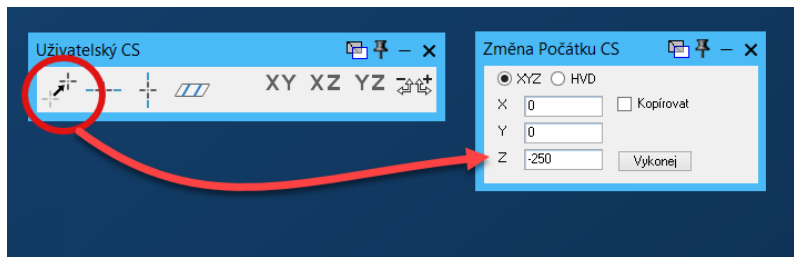 Uživatelský CS
XY XZ YZ
Změna Počátku CS
XYZ HVD
X 0 Kopírovat
Y 0
Z -250 Vykonej